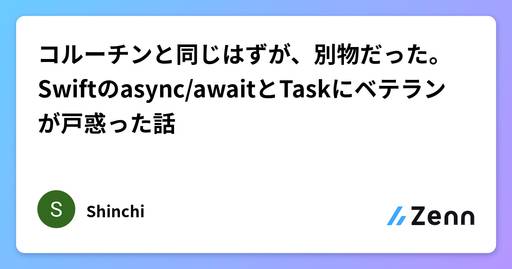 コルーチンと同じはずが、別物だった。
Swiftのasync/awaitとTaskにベテラン
が戸惑った話
S
Shinchi
Zenn